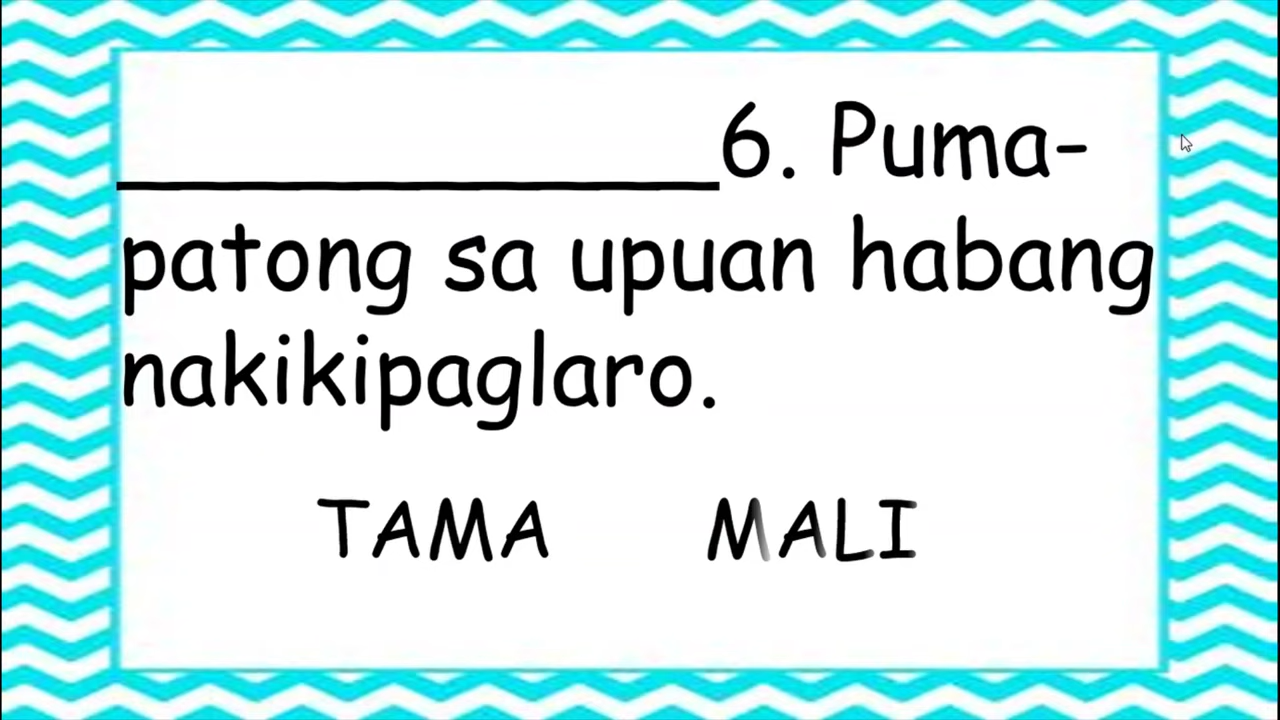 ______________6. Puma-
patong sa upuan habang
nakikipaglaro.
TAMA MALI